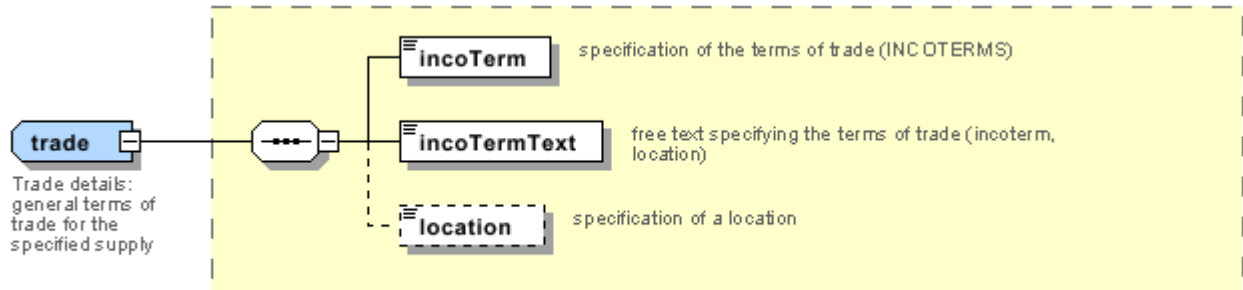 incoTerm
specification of the terms of trade (INCOTERMS)
trade
incoTermText
free text specifying the terms of trade (incoterm,
location)
Trade details:
general terms of
trade for the
specified supply
location
specification of a location